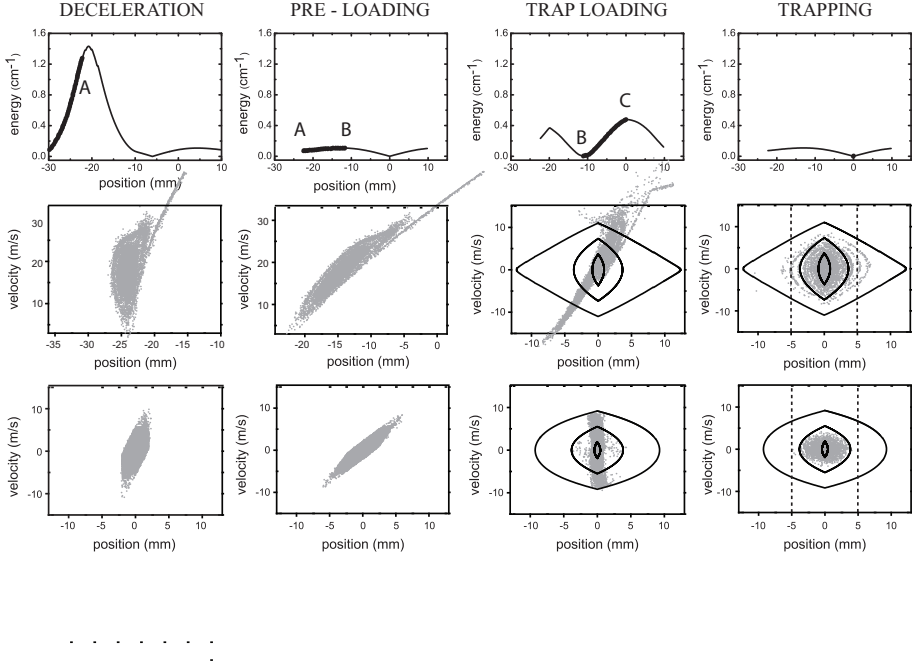 DECELERATION PRE - LOADING TRAP LOADING TRAPPING
energy (cm-1) 1.6 1.2 0.8 0.4 0.0 A -30 -20 -10 0 10 position (mm)
energy (cm-1) 1.6 1.2 0.8 0.4 0.0 A B -30 -20 -10 0 10 position (mm)
energy (cm-1) 1.6 1.2 0.8 0.4 0.0 B C -30 -20 -10 0 10 position (mm)
energy (cm-1) 1.6 1.2 0.8 0.4 0.0 -30 -20 -10 0 10 position (mm)
velocity (m/s) 30 20 10 -35 -30 -25 -20 -15 -10 position (mm)
velocity (m/s) 30 20 10 -20 -15 -10 -5 0 position (mm)
velocity (m/s) 10 0 -10 -10 -5 0 5 10 position (mm)
velocity (m/s) 10 0 -10 -10 -5 0 5 10 position (mm)
velocity (m/s) 10 0 -10 -10 -5 0 5 10 position (mm)
velocity (m/s) 10 0 -10 -10 -5 0 5 10 position (mm)
velocity (m/s) 10 0 -10 -10 -5 0 5 10 position (mm)
velocity (m/s) 10 0 -10 -10 -5 0 5 10 position (mm)